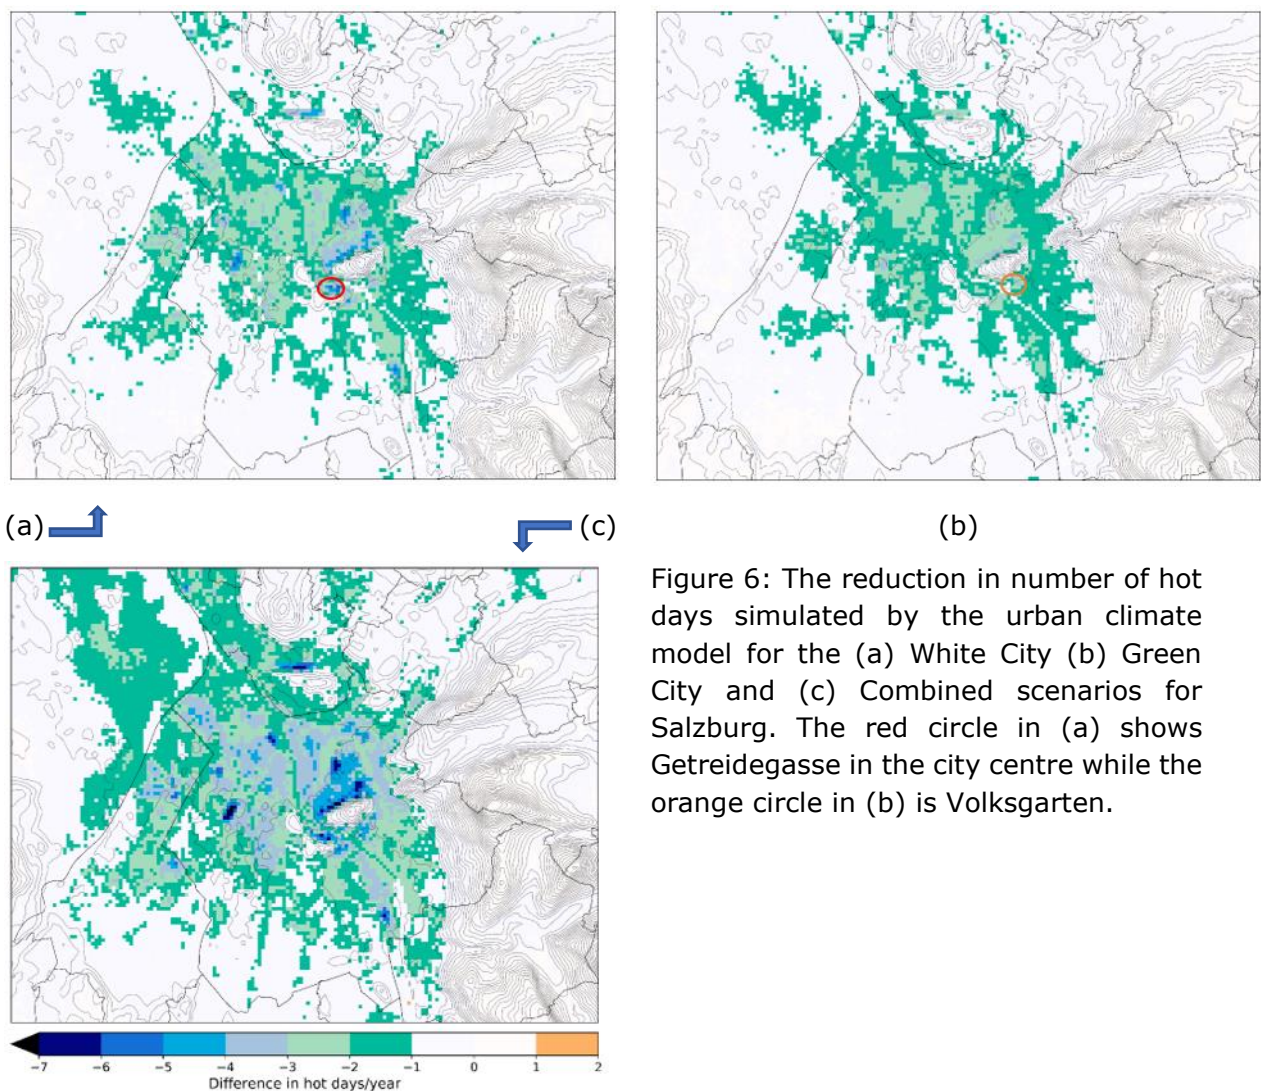 (a)
(c)
(b)
Figure 6: The reduction in number of hot
days simulated by the urban climate
model for the (a) White City (b) Green
City and (c) Combined scenarios for
Salzburg. The red circle in (a) shows
Getreidegasse in the city centre while the
orange circle in (b) is Volksgarten.
−7 −6 −5 −4 −3 −2 −1 0 1 2
Difference in hot days/year